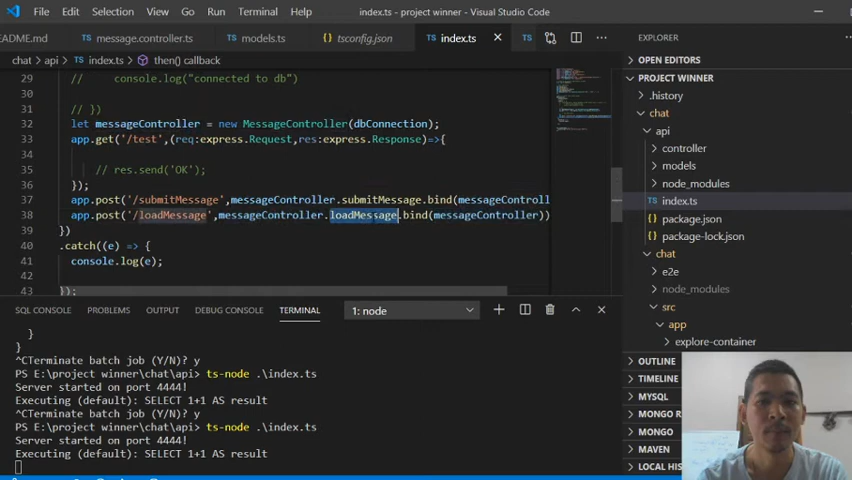 File Edit Selection View Go Run Terminal Help index.ts - project winner - Visual Studio Code
README.md message.controller.ts models.ts tsconfig.json index.ts
chat > api > index.ts > then() callback
29 // console.log("connected to db")
30
31 // })
32 let messageController = new MessageController(dbConnection);
33 app.get('/test',(req:express.Request,res:express.Response)=>{
34
35 // res.send('OK');
36 });
37 app.post('/submitMessage',messageController.submitMessage.bind(messageControll
38 app.post('/loadMessage',messageController.loadMessage.bind(messageController))
39 })
40 .catch((e) => {
41 console.log(e);
42
43 });
SQL CONSOLE PROBLEMS OUTPUT DEBUG CONSOLE TERMINAL 1: node
}
}
^CTerminate batch job (Y/N)? y
PS E:\project winner\chat\api> ts-node .\index.ts
Server started on port 4444!
Executing (default): SELECT 1+1 AS result
^CTerminate batch job (Y/N)? y
PS E:\project winner\chat\api> ts-node .\index.ts
Server started on port 4444!
Executing (default): SELECT 1+1 AS result
EXPLORER
OPEN EDITORS
PROJECT WINNER
.history
chat
api
controller
models
node_modules
index.ts
package.json
package-lock.json
chat
e2e
node_modules
src
app
explore-container
OUTLINE
TIMELINE
MYSQL
MONGO R
MONGO
MAVEN
LOCAL HIS